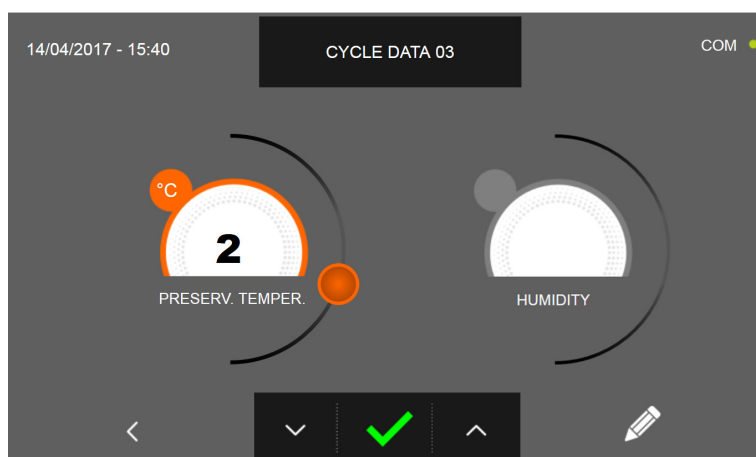 14/04/2017 - 15:40
CYCLE DATA 03
COM
°C
2
PRESERV. TEMPER.
HUMIDITY